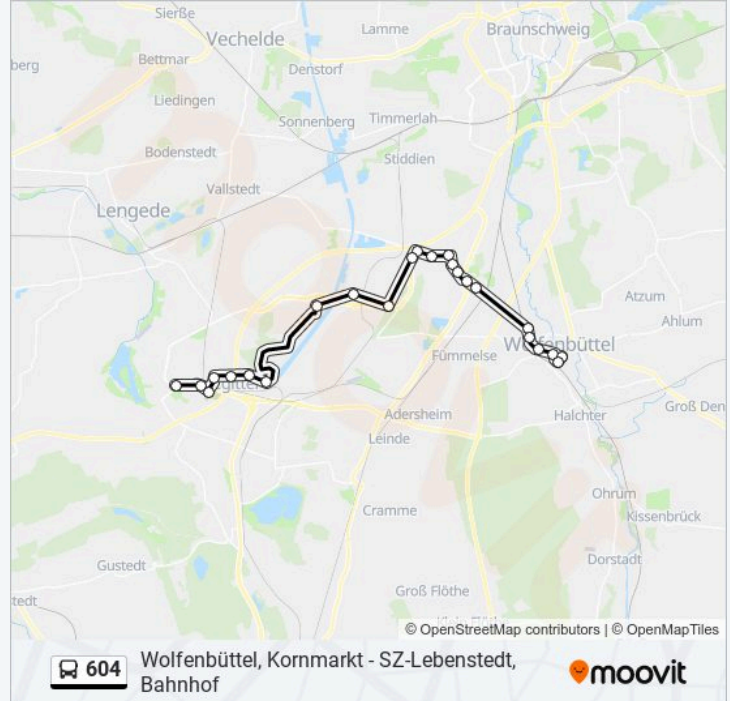 Sierße
Lamme
Braunschweig
Vechelde
Bettmar
berg
Denstorf
Liedingen
Sonnenberg
Timmerlah
Bodenstedt
Stiddien
Vallstedt
Lengede
Atzum
Ahlum
Wolfenbüttel
Fümmelse
Groß Den
Adersheim
Halchter
Leinde
Ohrum
Cramme
Kissenbrück
Gustedt
Dorstadt
stedt
Groß Flöthe
© OpenStreetMap contributors | © OpenMapTiles
604
Wolfenbüttel, Kornmarkt - SZ-Lebenstedt,
Bahnhof
moovit